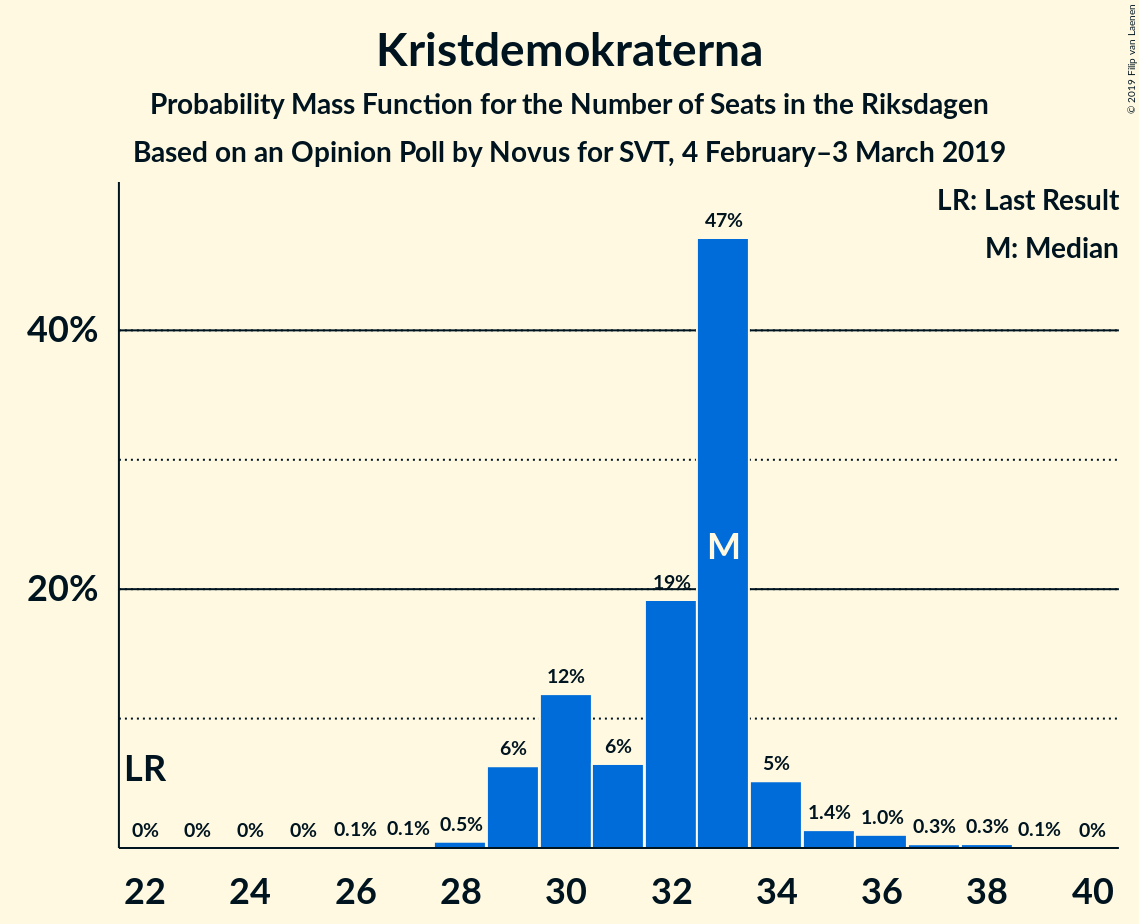 Kristdemokraterna
Probability Mass Function for the Number of Seats in the Riksdagen
Based on an Opinion Poll by Novus for SVT, 4 February–3 March 2019
© 2019 Filip van Laenen
LR: Last Result
M: Median
47%
40%
M
20%
19%
12%
6%
6%
5%
LR
0%
0%
0%
0%
0.1%
0.1%
0.5%
1.4%
1.0%
0.3%
0.3%
0.1%
0%
22 24 26 28 30 32 34 36 38 40